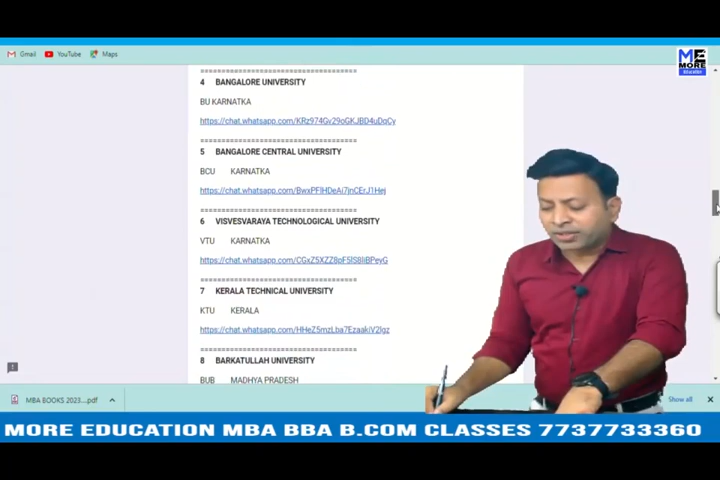 Gmail YouTube Maps
ME
MORE
Education
4 BANGALORE UNIVERSITY
BU KARNATKA
https://chat.whatsapp.com/KRz974Gv29oGKJBD4uDqCy
5 BANGALORE CENTRAL UNIVERSITY
BCU KARNATKA
https://chat.whatsapp.com/BwxPFlHDeAi7jnCErJ1Hej
6 VISVESVARAYA TECHNOLOGICAL UNIVERSITY
VTU KARNATKA
https://chat.whatsapp.com/CGxZ5XZZ8pF5lS8liBPeyG
7 KERALA TECHNICAL UNIVERSITY
KTU KERALA
https://chat.whatsapp.com/HHeZ5mzLba7EzaakiV2lgz
8 BARKATULLAH UNIVERSITY
BUB MADHYA PRADESH
MBA BOOKS 2023....pdf
Show all
MORE EDUCATION MBA BBA B.COM CLASSES 7737733360